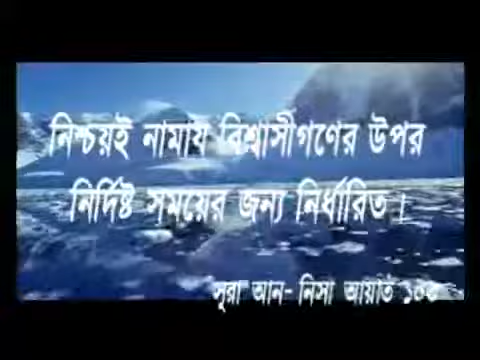 নিশ্চয়ই নামায বিশ্বাসীগণের উপর
নির্দিষ্ট সময়ের জন্য নির্ধারিত ।
সূরা আন- নিসা আয়াত